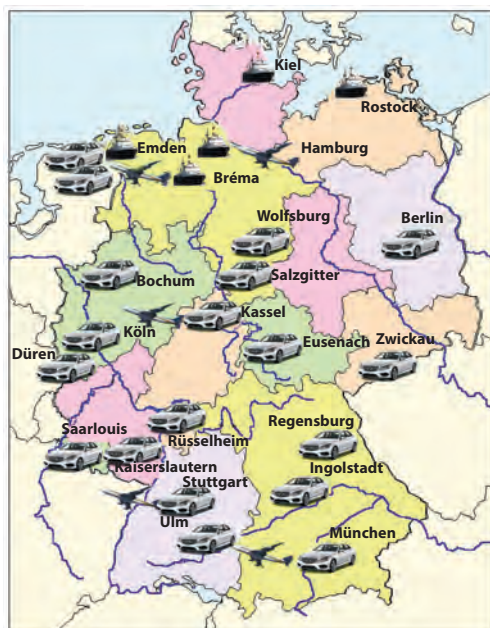 Kiel
Rostock
Emden
Hamburg
Bréma
Wolfsburg
Berlin
Bochum
Salzgitter
Kassel
Köln
Eusenach
Zwickau
Düren
Saarlouis
Rüsselheim
Regensburg
Kaiserslautern
Ingolstadt
Stuttgart
Ulm
München